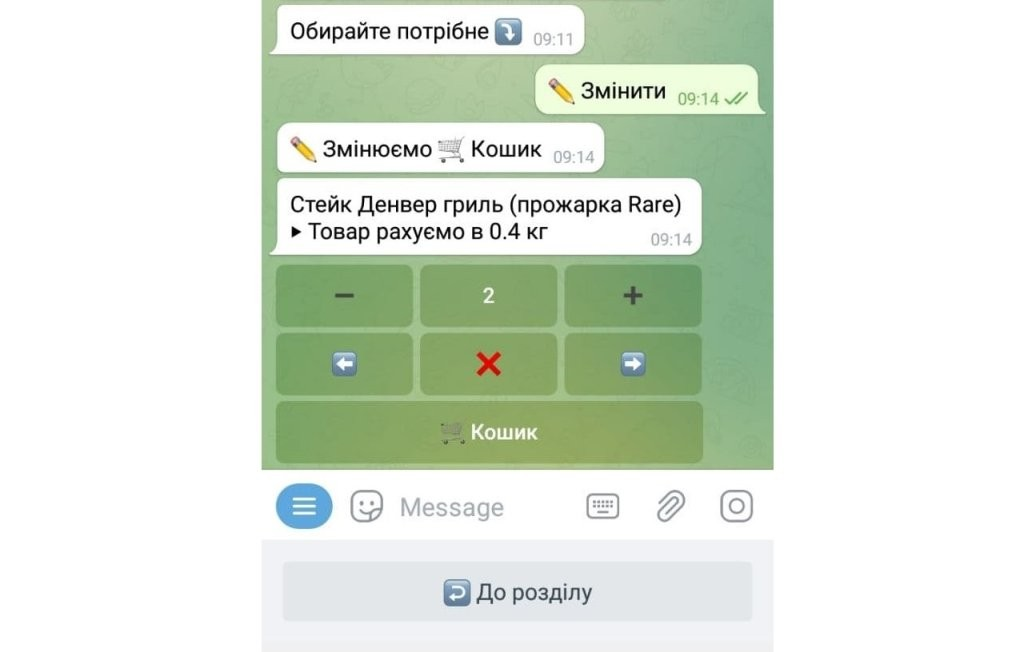 Обирайте потрібне ⤵️ 09:11
✏️ Змінити 09:14
✏️ Змінюємо 🛒 Кошик 09:14
Стейк Денвер гриль (прожарка Rare)
▸ Товар рахуємо в 0.4 кг 09:14
➖ 2 ➕
⬅️ ❌ ➡️
🛒 Кошик
Message
↩️ До розділу